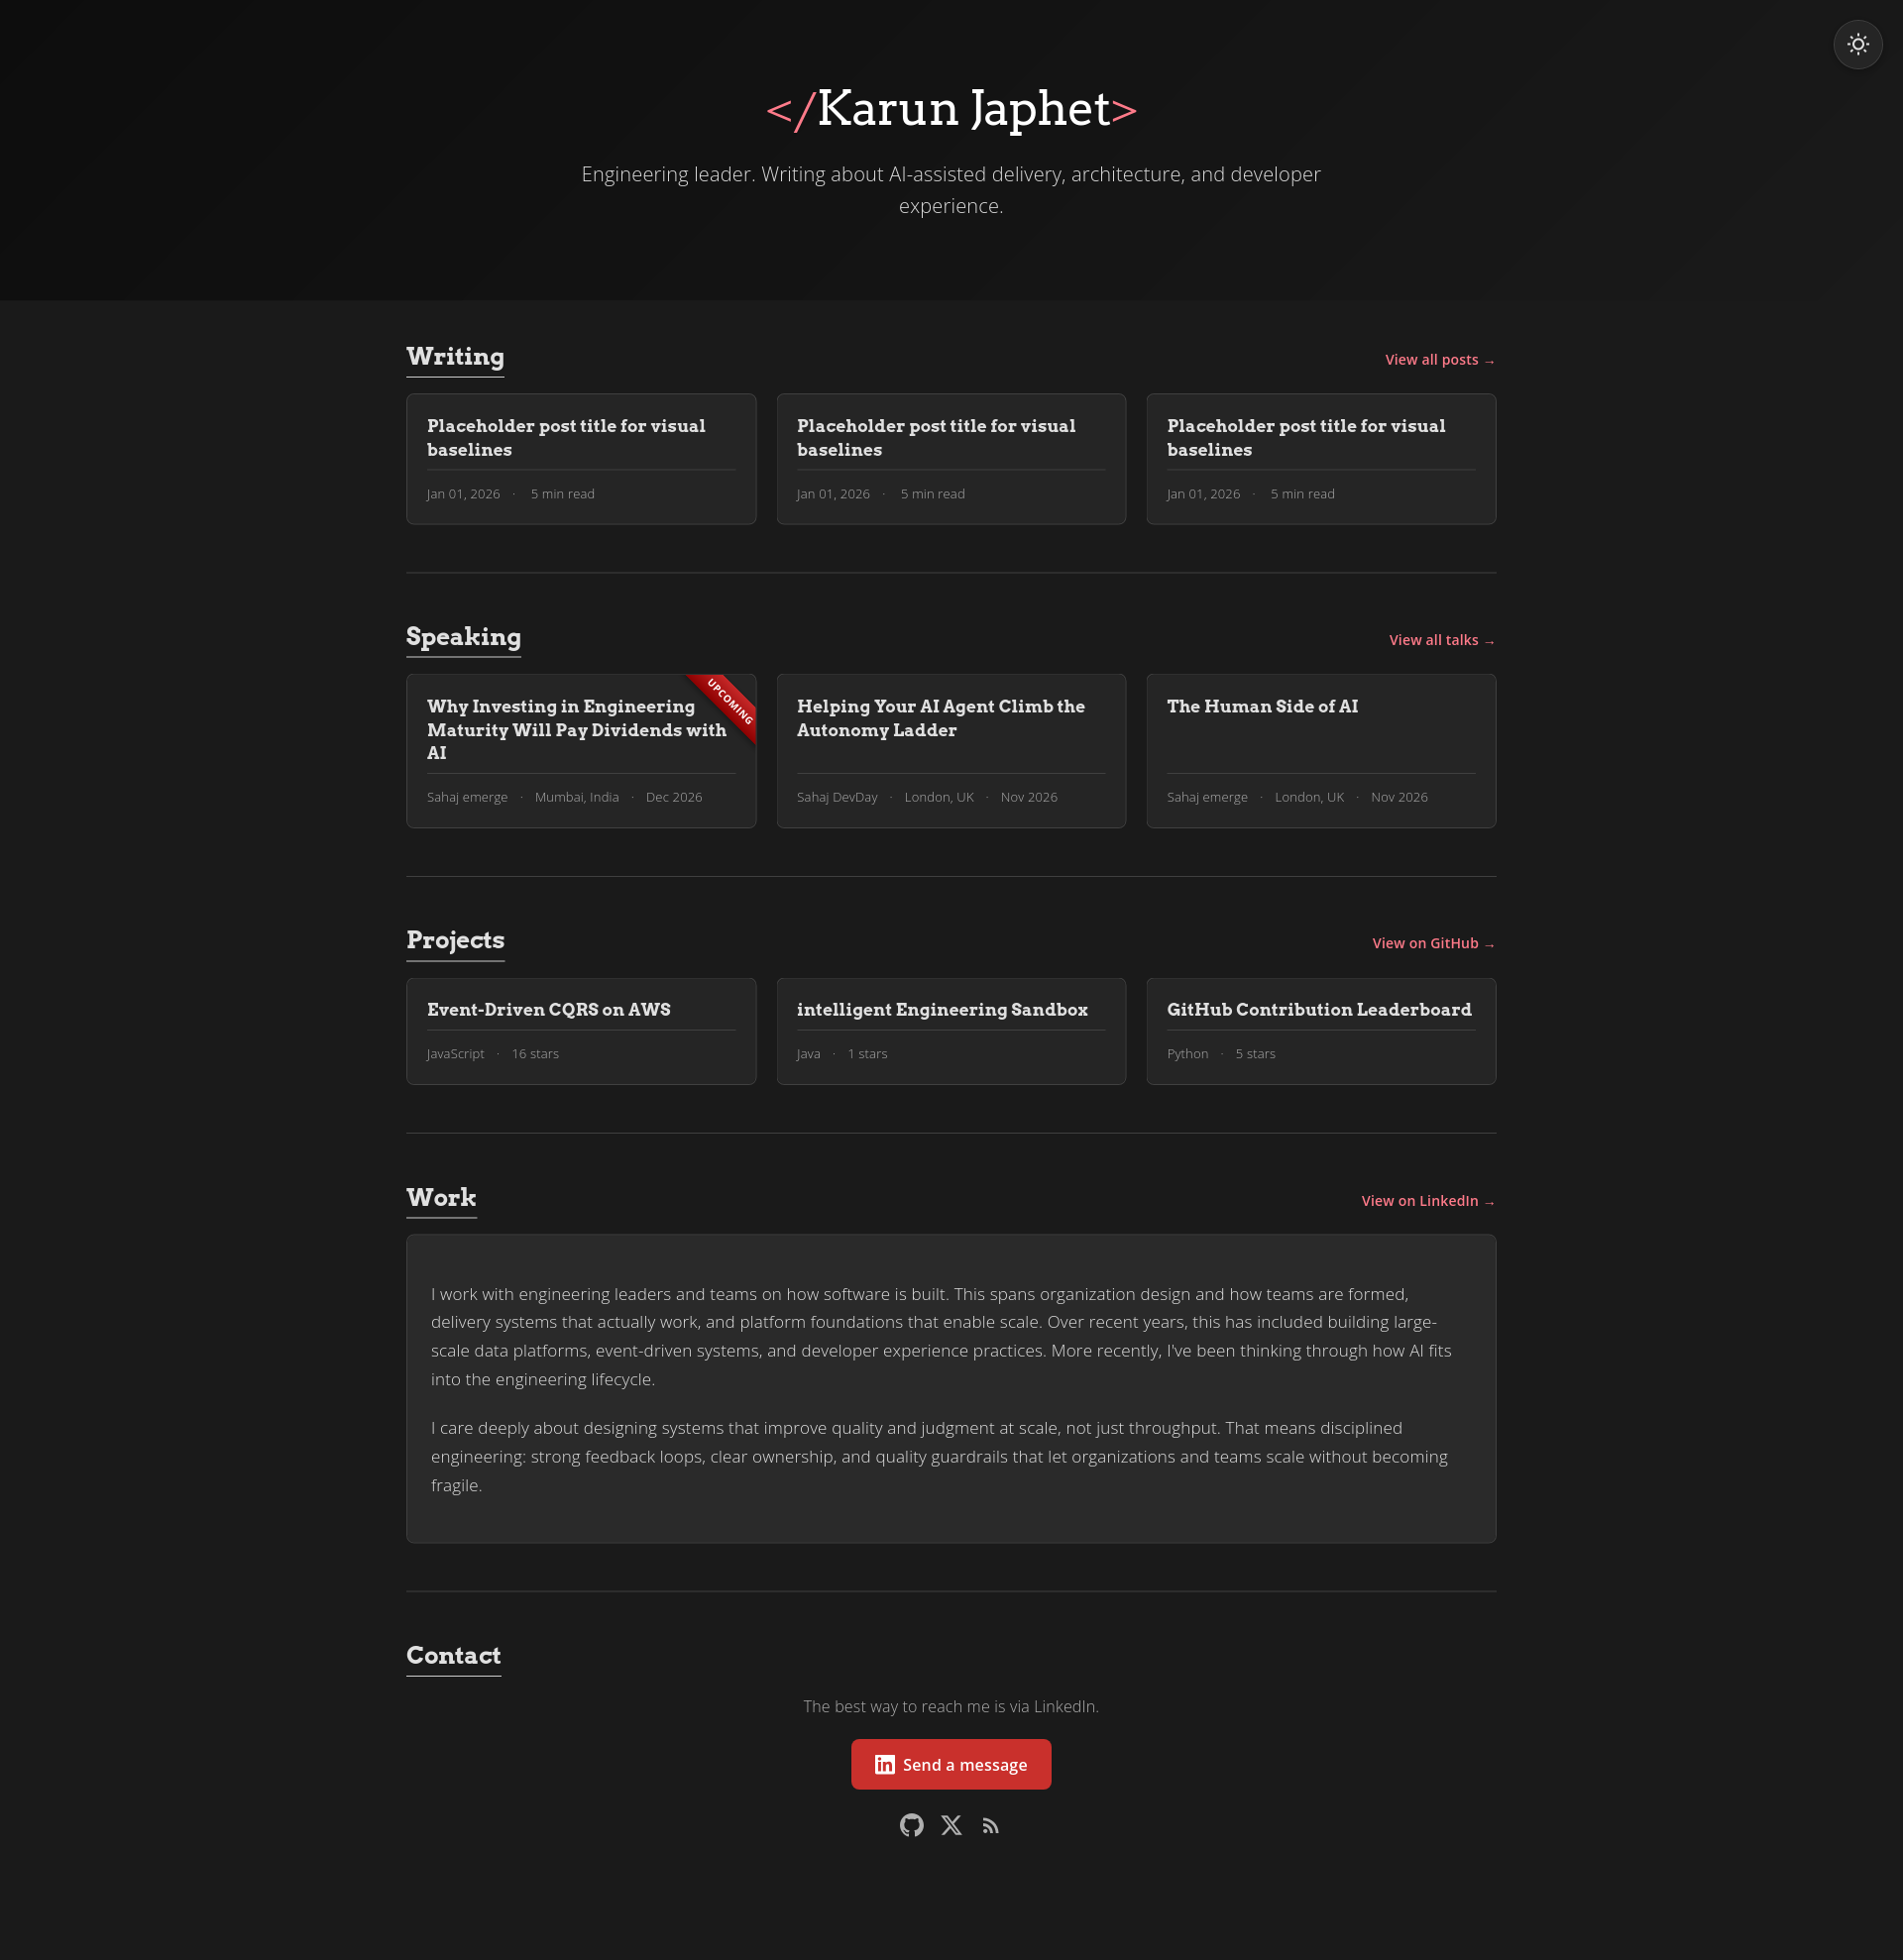 </Karun Japhet>
Engineering leader. Writing about AI-assisted delivery, architecture, and developer
experience.
Writing
View all posts →
Placeholder post title for visual
baselines
Jan 01, 2026 · 5 min read
Placeholder post title for visual
baselines
Jan 01, 2026 · 5 min read
Placeholder post title for visual
baselines
Jan 01, 2026 · 5 min read
Speaking
View all talks →
UPCOMING
Why Investing in Engineering
Maturity Will Pay Dividends with
AI
Sahaj emerge · Mumbai, India · Dec 2026
Helping Your AI Agent Climb the
Autonomy Ladder
Sahaj DevDay · London, UK · Nov 2026
The Human Side of AI
Sahaj emerge · London, UK · Nov 2026
Projects
View on GitHub →
Event-Driven CQRS on AWS
JavaScript · 16 stars
intelligent Engineering Sandbox
Java · 1 stars
GitHub Contribution Leaderboard
Python · 5 stars
Work
View on LinkedIn →
I work with engineering leaders and teams on how software is built. This spans organization design and how teams are formed,
delivery systems that actually work, and platform foundations that enable scale. Over recent years, this has included building large-
scale data platforms, event-driven systems, and developer experience practices. More recently, I've been thinking through how AI fits
into the engineering lifecycle.
I care deeply about designing systems that improve quality and judgment at scale, not just throughput. That means disciplined
engineering: strong feedback loops, clear ownership, and quality guardrails that let organizations and teams scale without becoming
fragile.
Contact
The best way to reach me is via LinkedIn.
in Send a message